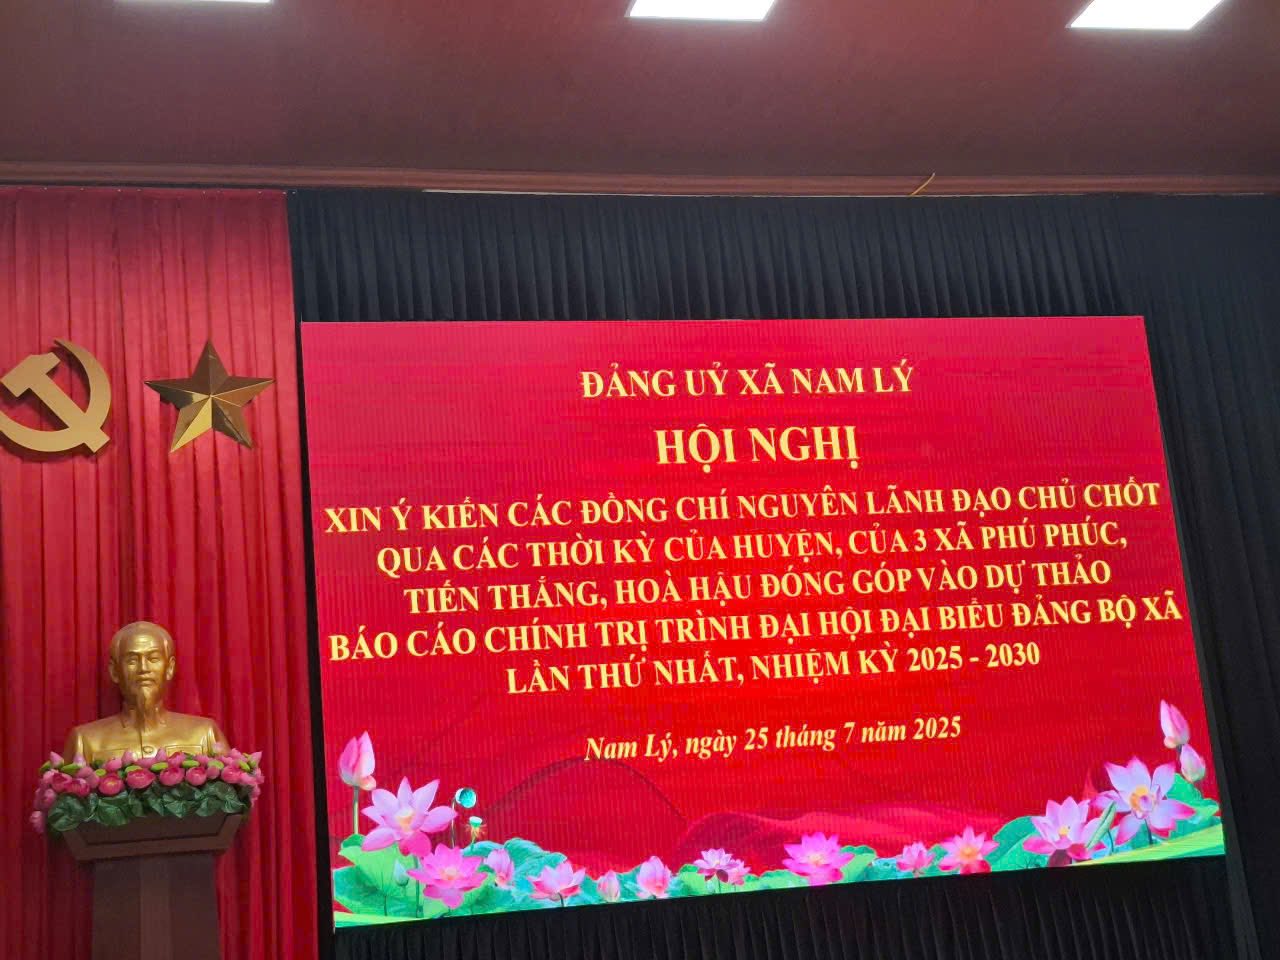 ĐẢNG UỶ XÃ NAM LÝ
HỘI NGHỊ
XIN Ý KIẾN CÁC ĐỒNG CHÍ NGUYÊN LÃNH ĐẠO CHỦ CHỐT
QUA CÁC THỜI KỲ CỦA HUYỆN, CỦA 3 XÃ PHÚ PHÚC,
TIẾN THẮNG, HOÀ HẬU ĐÓNG GÓP VÀO DỰ THẢO
BÁO CÁO CHÍNH TRỊ TRÌNH ĐẠI HỘI ĐẠI BIỂU ĐẢNG BỘ XÃ
LẦN THỨ NHẤT, NHIỆM KỲ 2025 - 2030
Nam Lý, ngày 25 tháng 7 năm 2025